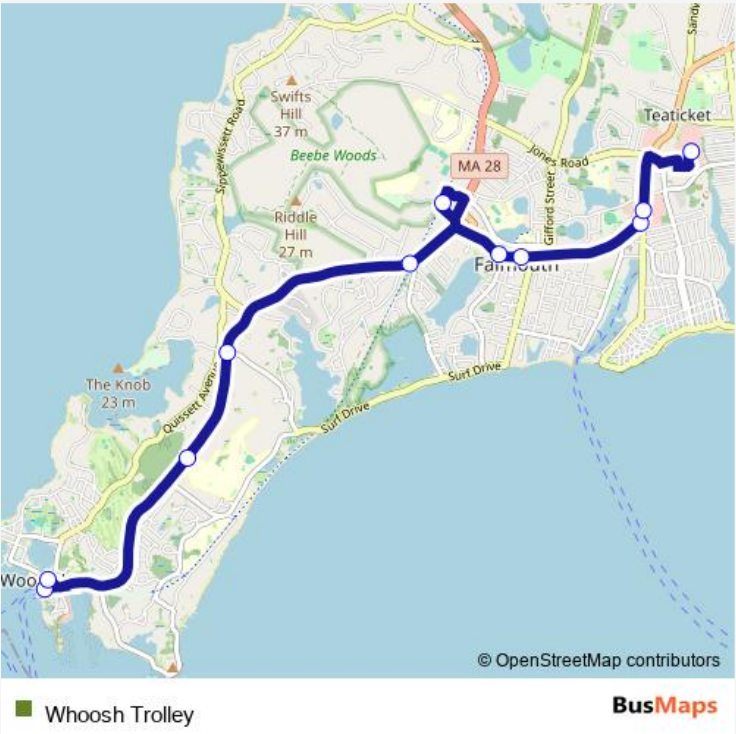 Sandw
Swifts
Hill
37 m
Teaticket
Sippewissett Road
Beebe Woods
Jones Road
MA 28
Gifford Street
Riddle
Hill
27 m
Falmouth
The Knob
23 m
Surf Drive
Quissett Avenue
Surf Drive
Woo
© OpenStreetMap contributors
Whoosh Trolley
BusMaps